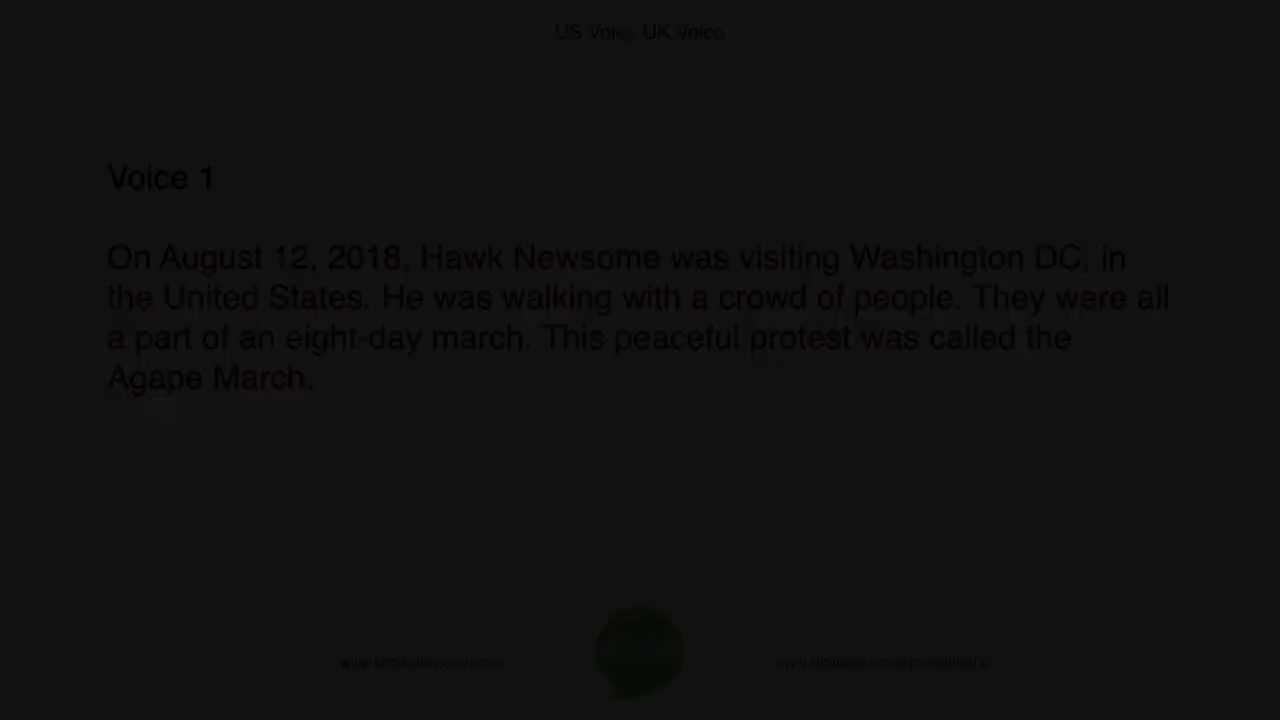 US Voice UK Voice
Voice 1
On August 12, 2018, Hawk Newsome was visiting Washington DC, in
the United States. He was walking with a crowd of people. They were all
a part of an eight-day march. This peaceful protest was called the
Agape March.